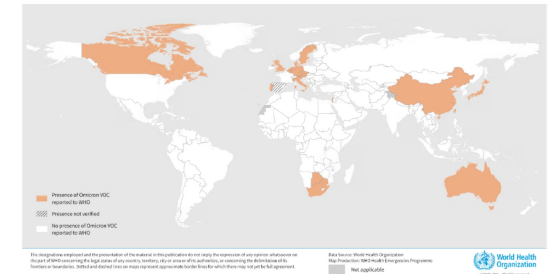 Presence of Omicron VOC
reported to WHO
Presence not verified
No presence of Omicron VOC
reported to WHO
The designations employed and the presentation of the material in this publication do not imply the expression of any opinion whatsoever on
the part of WHO concerning the legal status of any country, territory, city or area or of its authorities, or concerning the delimitation of its
frontiers or boundaries. Dotted and dashed lines on maps represent approximate border lines for which there may not yet be full agreement.
Data Source: World Health Organization
Map Production: WHO Health Emergencies Programme
Not applicable
World Health
Organization